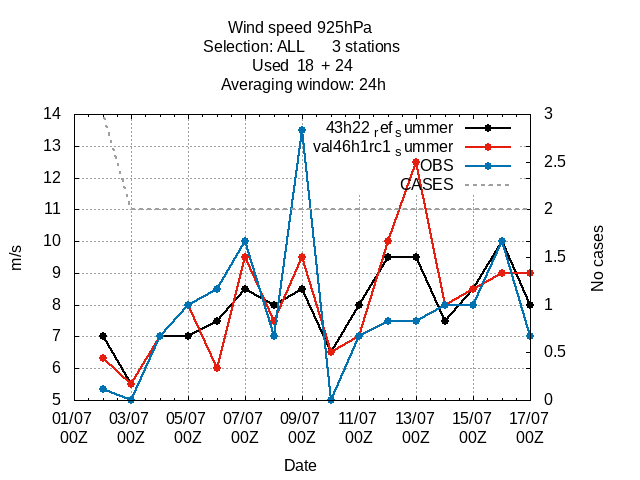 Wind speed 925hPa
Selection: ALL      3 stations
Used  18  + 24
Averaging window: 24h
14
13
12
11
10
9
8
7
6
5
3
2.5
2
1.5
1
0.5
0
43h22 ref summer
val46h1rc1 summer
OBS
CASES
m/s
No cases
01/07 03/07 05/07 07/07 09/07 11/07 13/07 15/07 17/07
00Z 00Z 00Z 00Z 00Z 00Z 00Z 00Z 00Z
Date